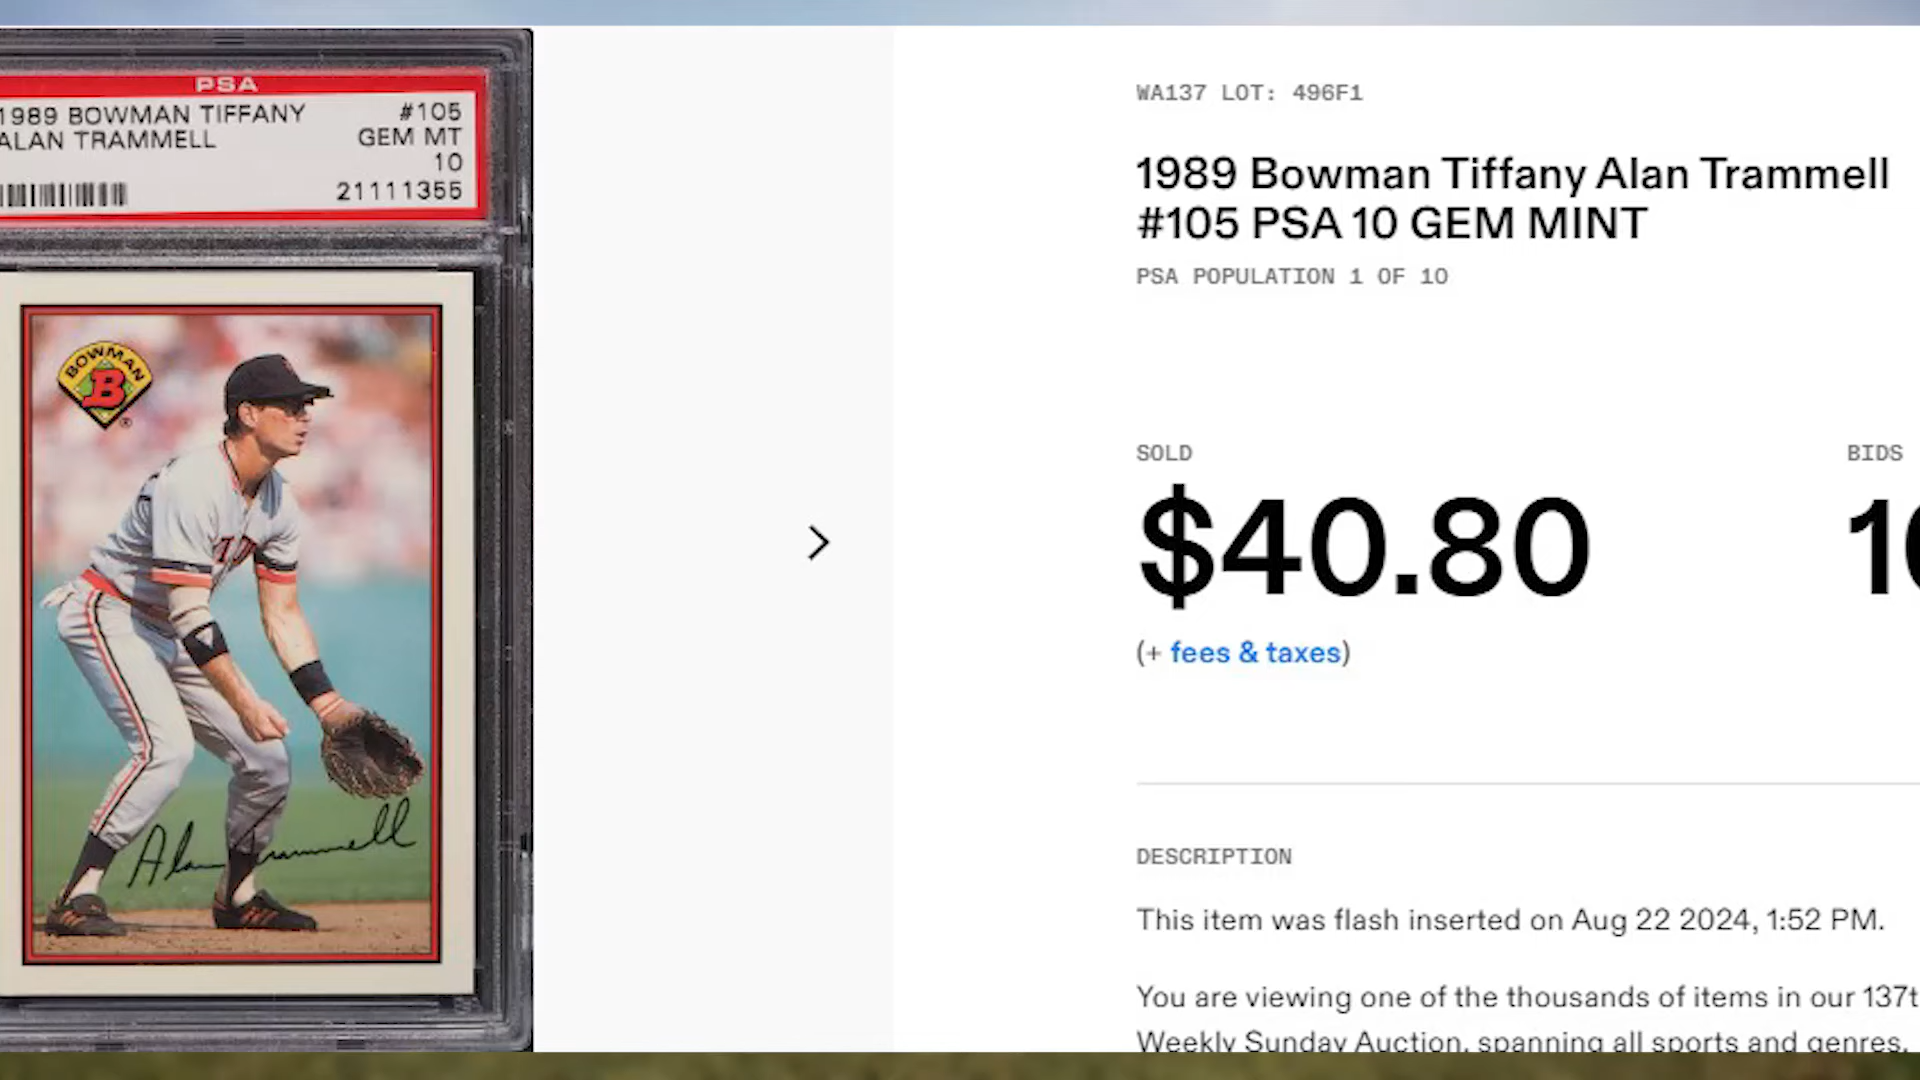 PSA
1989 BOWMAN TIFFANY #105
ALAN TRAMMELL GEM MT
10
21111355
BOWMAN
B
®
Alan Trammell
WA137 LOT: 496F1
1989 Bowman Tiffany Alan Trammell
#105 PSA 10 GEM MINT
PSA POPULATION 1 OF 10
SOLD
BIDS
$40.80
(+ fees & taxes)
DESCRIPTION
This item was flash inserted on Aug 22 2024, 1:52 PM.
You are viewing one of the thousands of items in our 137t
Weekly Sunday Auction, spanning all sports and genres.